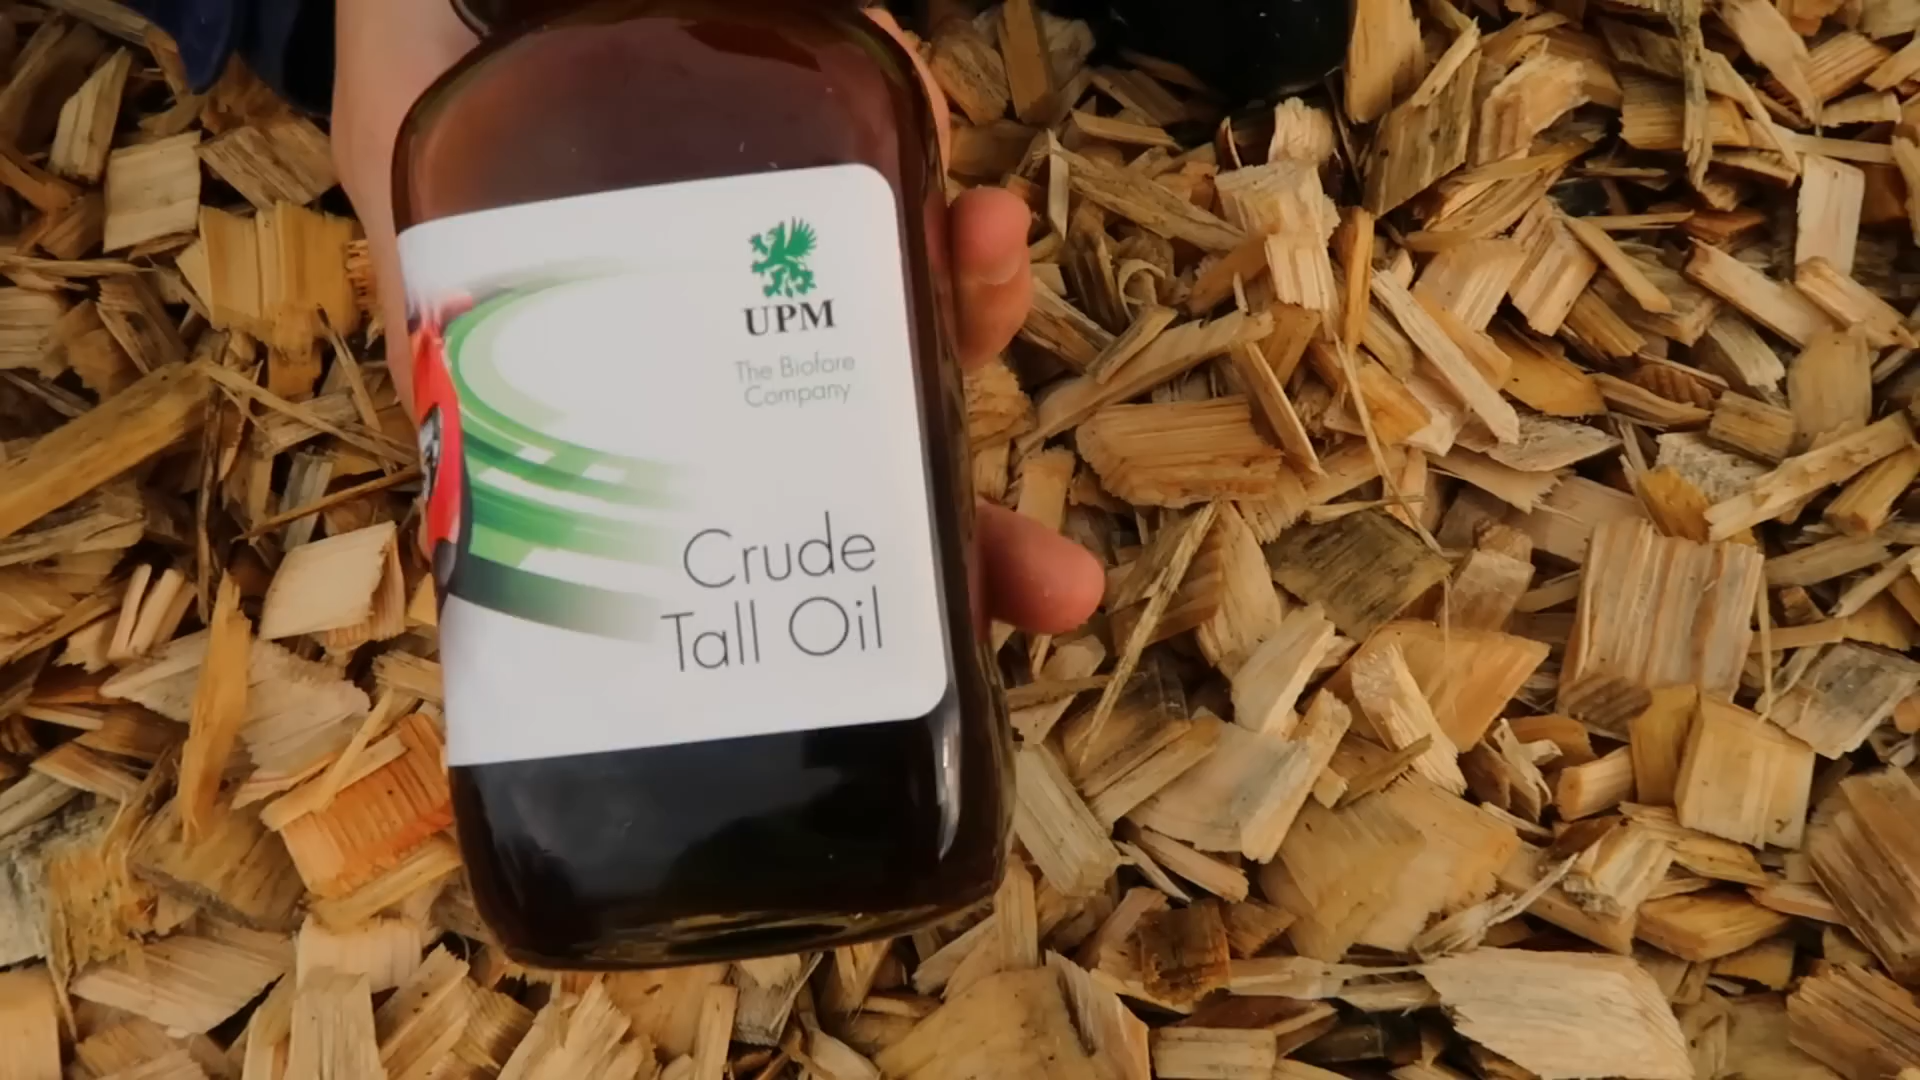 UPM
The Biofore
Company
Crude
Tall Oil